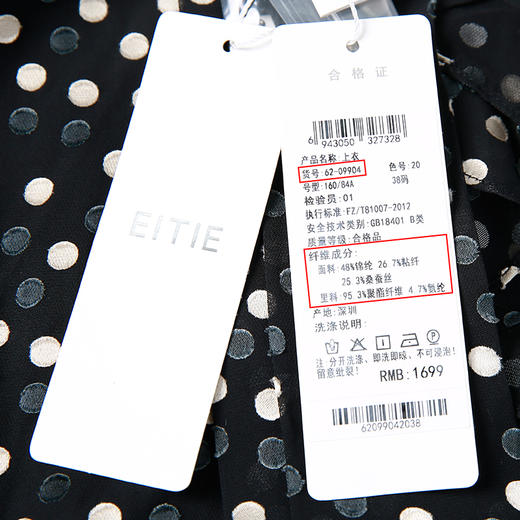 EITIE
合格证
6 943050 327328
产品名称:上衣
货号:62-09904 色号:20
号型:160/84A 38码
检验员:01
执行标准:FZ/T81007-2012
安全技术类别:GB18401 B类
质量等级:合格品
纤维成分:
面料:48%锦纶 26.7%粘纤
25.3%桑蚕丝
里料:95.3%聚酯纤维 4.7%氨纶
产地:深圳
洗涤说明:
注:分开洗涤、即洗即晾、不可浸泡!
留意纰裂! RMB:1699
62099042038